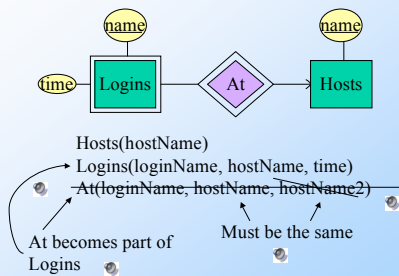 name
name
time
Logins
At
Hosts
Hosts(hostName)
Logins(loginName, hostName, time)
At(loginName, hostName, hostName2)
Must be the same
At becomes part of
Logins